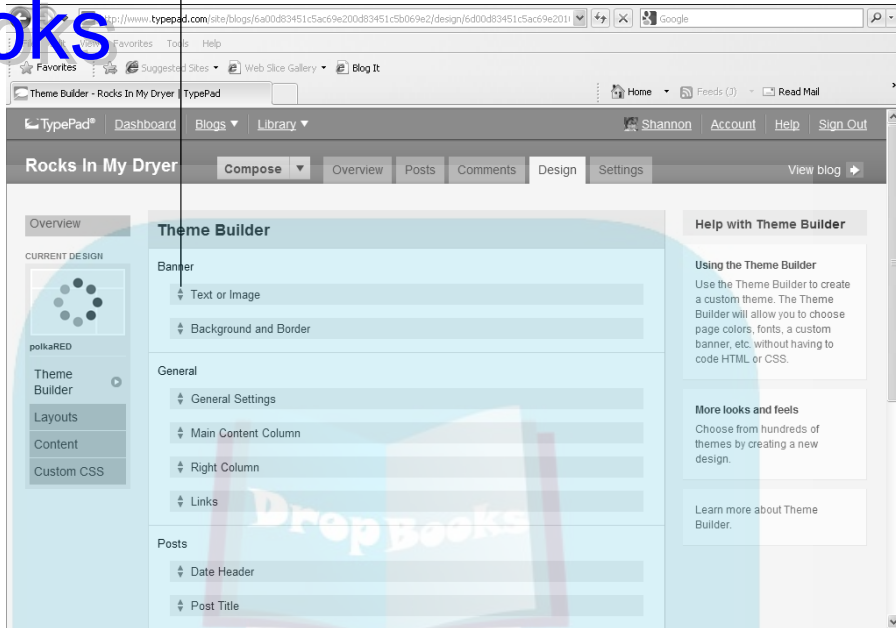 oks
http://www.typepad.com/site/blogs/6a00d83451c5ac69e200d83451c5b069e2/design/6d00d83451c5ac69e201 Google
View Favorites Tools Help
Favorites Suggested Sites Web Slice Gallery Blog It
Theme Builder - Rocks In My Dryer | TypePad Home Feeds (J) Read Mail
TypePad® Dashboard Blogs Library Shannon Account Help Sign Out
Rocks In My Dryer Compose Overview Posts Comments Design Settings View blog
Overview
CURRENT DESIGN
polkaRED
Theme
Builder
Layouts
Content
Custom CSS
Theme Builder
Banner
Text or Image
Background and Border
General
General Settings
Main Content Column
Right Column
Links
Posts
Date Header
Post Title
Help with Theme Builder
Using the Theme Builder
Use the Theme Builder to create
a custom theme. The Theme
Builder will allow you to choose
page colors, fonts, a custom
banner, etc. without having to
code HTML or CSS.
More looks and feels
Choose from hundreds of
themes by creating a new
design.
Learn more about Theme
Builder.
DropBooks